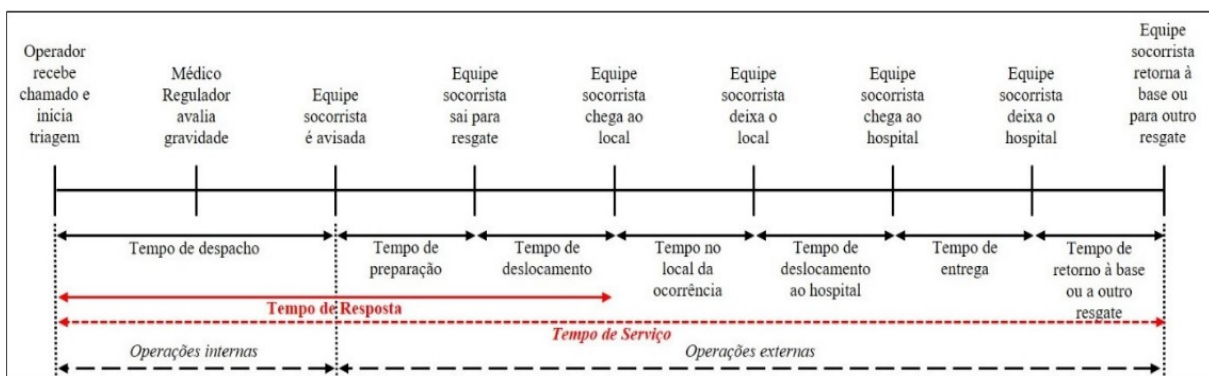 Operador
recebe
chamado e
inicia
triagem
Médico
Regulador
avalia
gravidade
Equipe
socorrista
é avisada
Equipe
socorrista
sai para
resgate
Equipe
socorrista
chega ao
local
Equipe
socorrista
deixa o
local
Equipe
socorrista
chega ao
hospital
Equipe
socorrista
deixa o
hospital
Equipe
socorrista
retorna à
base ou
para outro
resgate
Tempo de despacho
Tempo de
preparação
Tempo de
deslocamento
Tempo no
local da
ocorrência
Tempo de
deslocamento
ao hospital
Tempo de
entrega
Tempo de
retorno à base
ou a outro
resgate
Tempo de Resposta
Tempo de Serviço
Operações internas
Operações externas